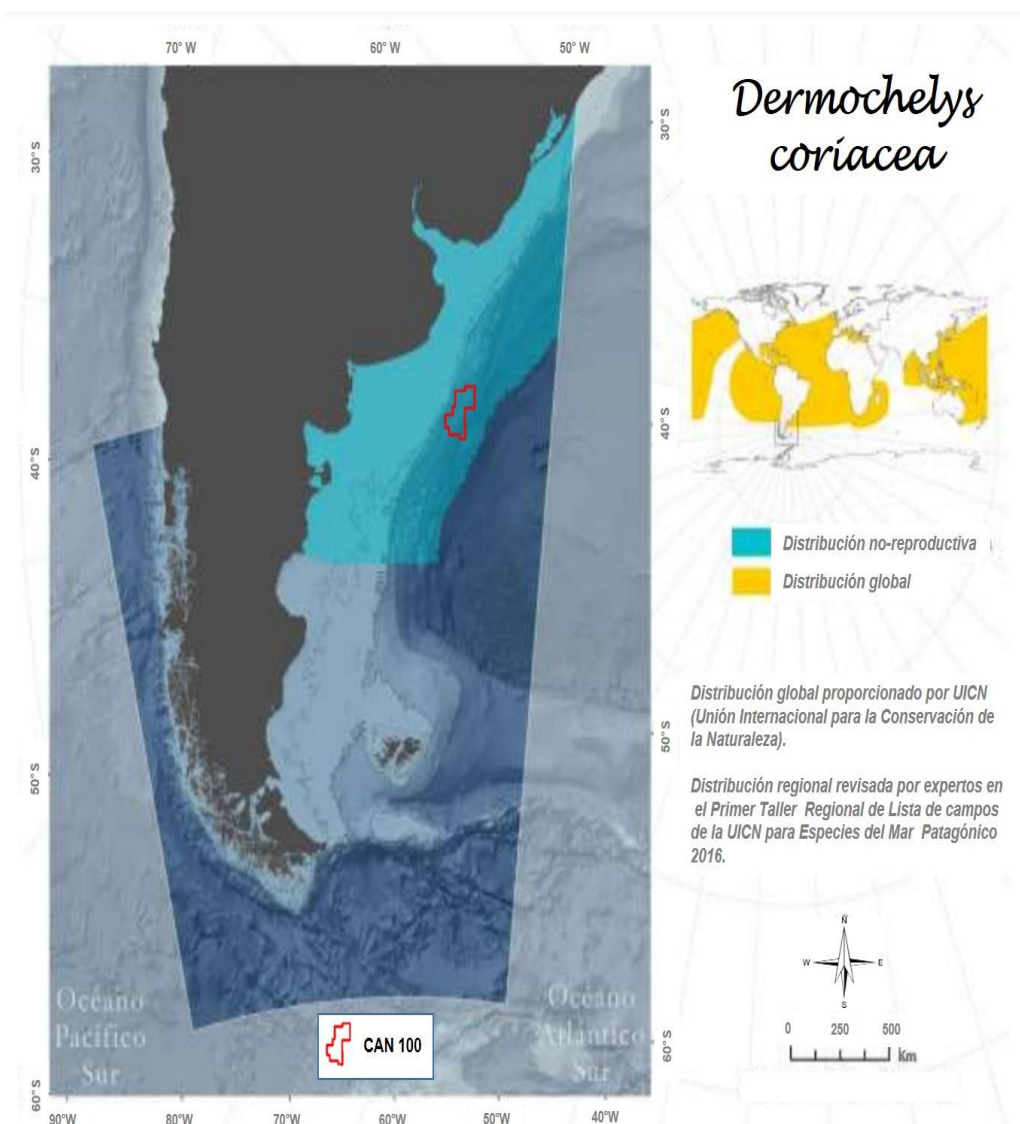 70° W 60° W 50° W
Dermochelys
coriacea
30°S
30°S
40°S
40°S
50°S
50°S
60°S
60°S
Distribución no-reproductiva
Distribución global
Distribución global proporcionado por UICN
(Unión Internacional para la Conservación de
la Naturaleza).
Distribución regional revisada por expertos en
el Primer Taller Regional de Lista de campos
de la UICN para Especies del Mar Patagónico
2016.
N
W E
S
0 250 500
Km
Océano
Pacífico
Sur
CAN 100
Océano
Atlántico
Sur
90°W 80°W 70°W 60°W 50°W 40°W